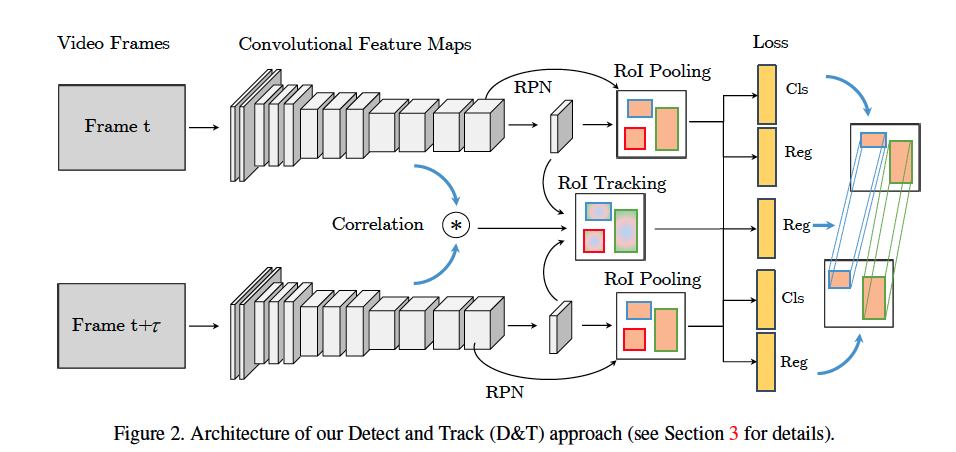 Video Frames
Convolutional Feature Maps
Loss
RPN
RoI Pooling
Cls
Frame t
Reg
RoI Tracking
Correlation
*
Reg
RoI Pooling
Cls
Frame t+τ
Reg
RPN
Figure 2. Architecture of our Detect and Track (D&T) approach (see Section 3 for details).